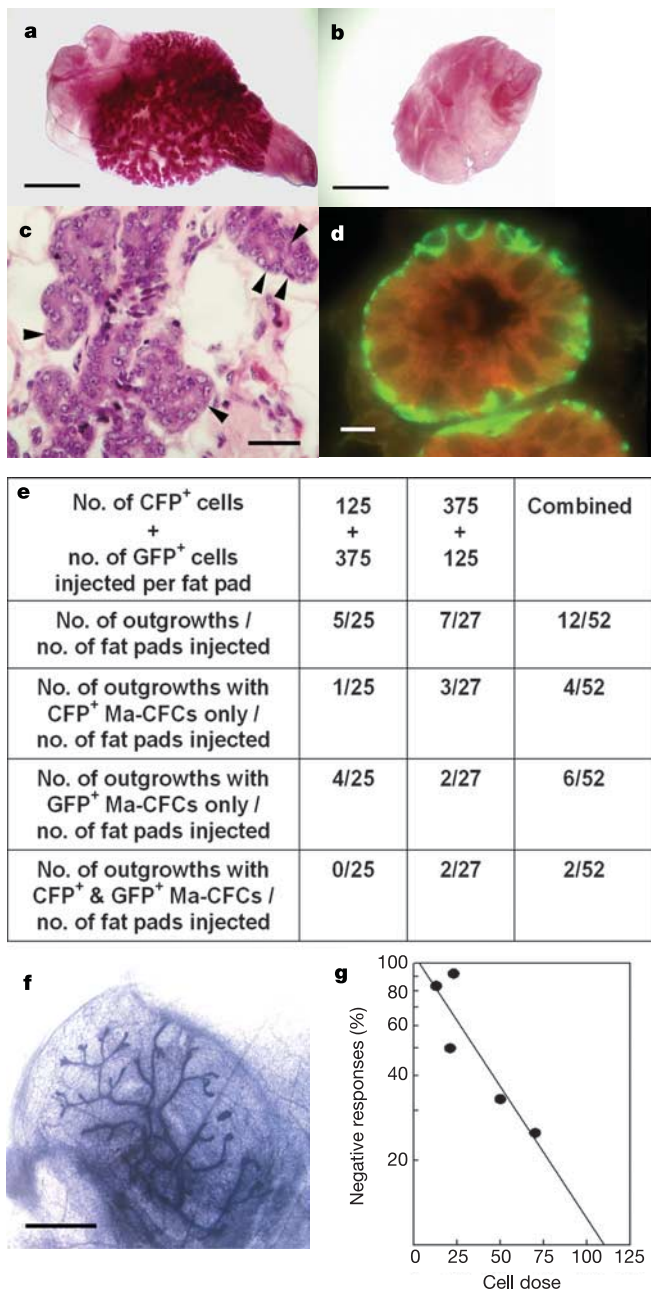 a
b
c
d
e
No. of CFP+ cells
+
no. of GFP+ cells
injected per fat pad
125
+
375
375
+
125
Combined
No. of outgrowths /
no. of fat pads injected
5/25
7/27
12/52
No. of outgrowths with
CFP+ Ma-CFCs only /
no. of fat pads injected
1/25
3/27
4/52
No. of outgrowths with
GFP+ Ma-CFCs only /
no. of fat pads injected
4/25
2/27
6/52
No. of outgrowths with
CFP+ & GFP+ Ma-CFCs /
no. of fat pads injected
0/25
2/27
2/52
f
g
100
80
60
40
20
Negative responses (%)
0
25
50
75
100
125
Cell dose